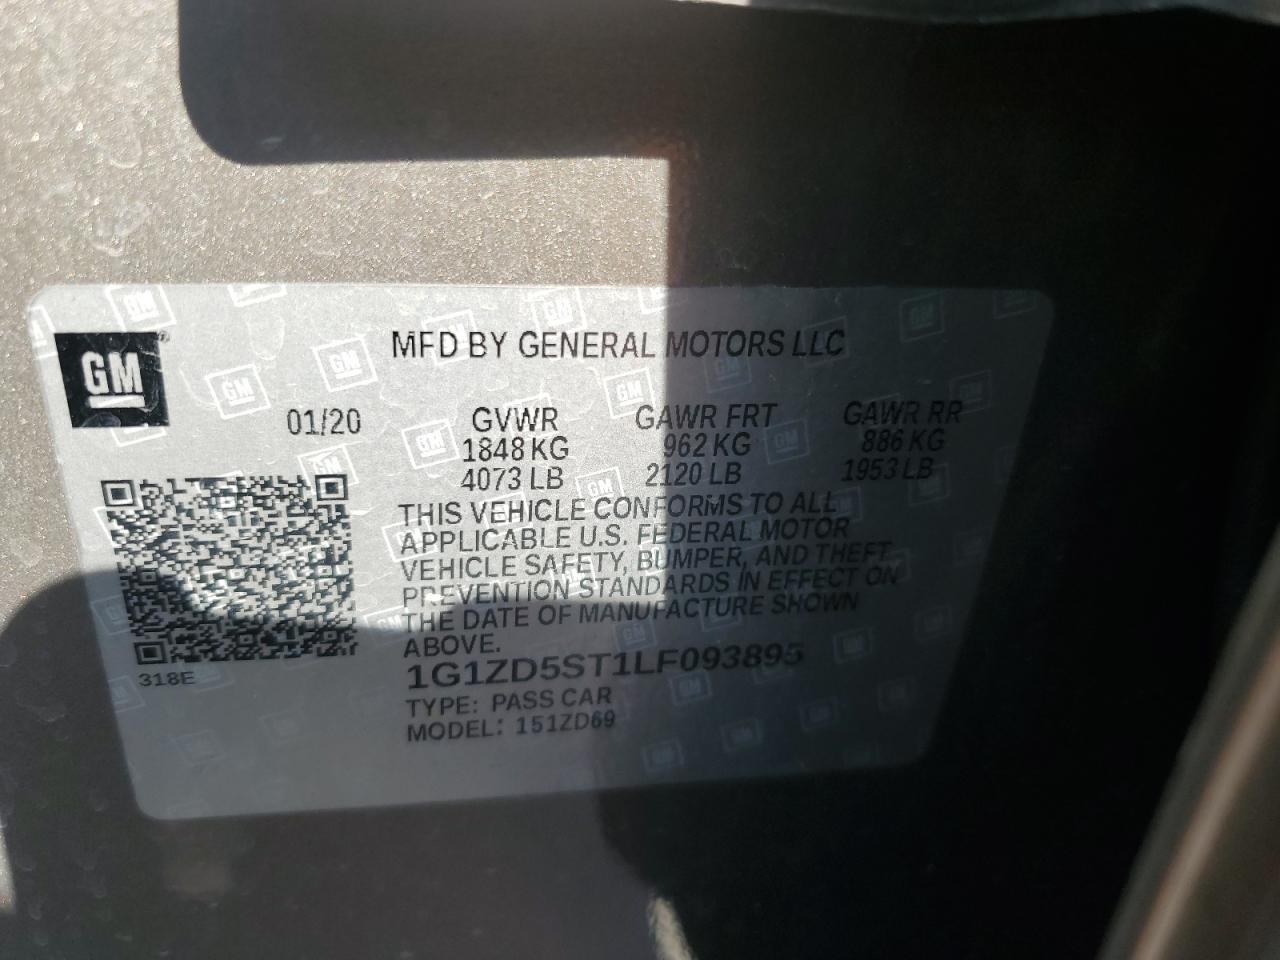 GM
MFD BY GENERAL MOTORS LLC
01/20 GVWR GAWR FRT GAWR RR
1848 KG 962 KG 886 KG
4073 LB 2120 LB 1953 LB
THIS VEHICLE CONFORMS TO ALL
APPLICABLE U.S. FEDERAL MOTOR
VEHICLE SAFETY, BUMPER, AND THEFT
PREVENTION STANDARDS IN EFFECT ON
THE DATE OF MANUFACTURE SHOWN
ABOVE.
318E
1G1ZD5ST1LF093895
TYPE: PASS CAR
MODEL: 151ZD69